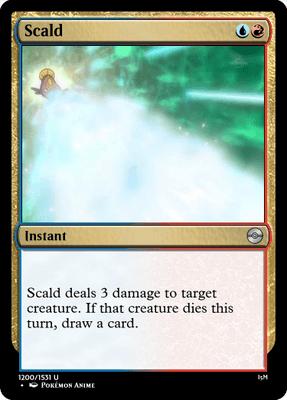 Scald
Instant
Scald deals 3 damage to target
creature. If that creature dies this
turn, draw a card.
1200/1531 U
IsM
• Pokémon Anime